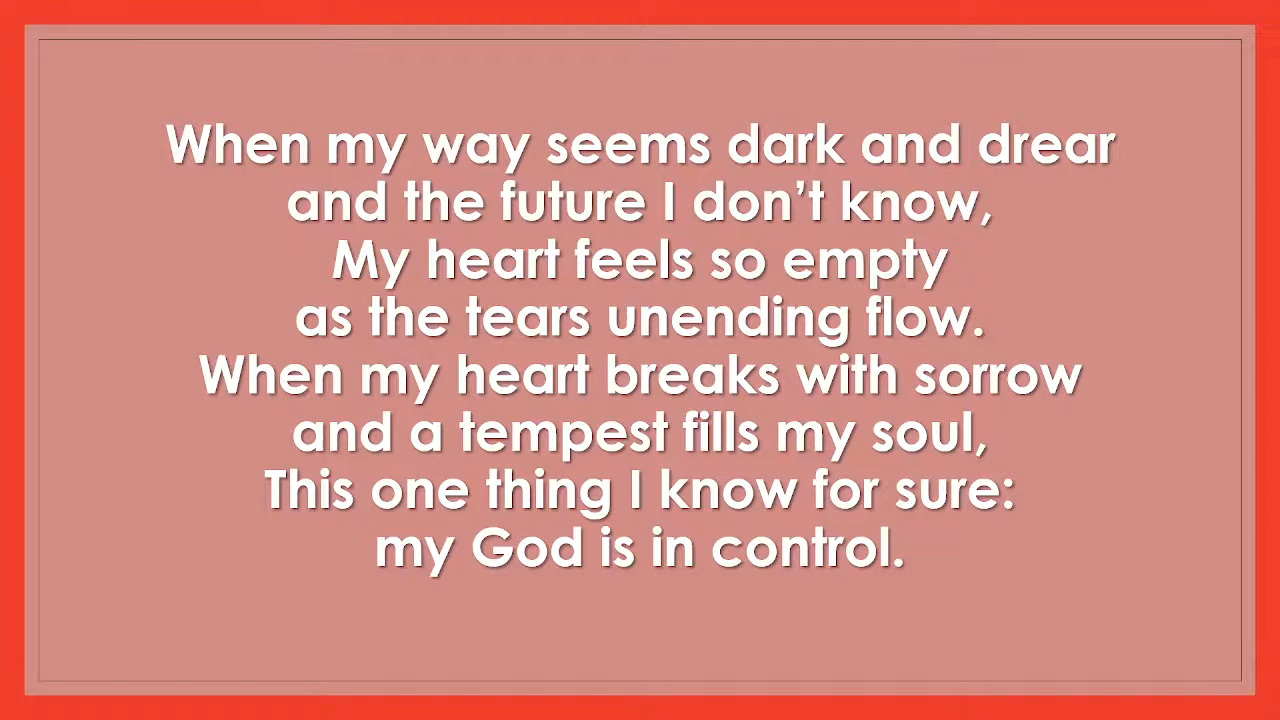 When my way seems dark and drear
and the future I don’t know,
My heart feels so empty
as the tears unending flow.
When my heart breaks with sorrow
and a tempest fills my soul,
This one thing I know for sure:
my God is in control.